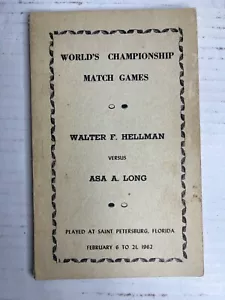 WORLD'S CHAMPIONSHIP
MATCH GAMES
WALTER F. HELLMAN
VERSUS
ASA A. LONG
PLAYED AT SAINT PETERSBURG, FLORIDA
FEBRUARY 6 TO 21, 1962